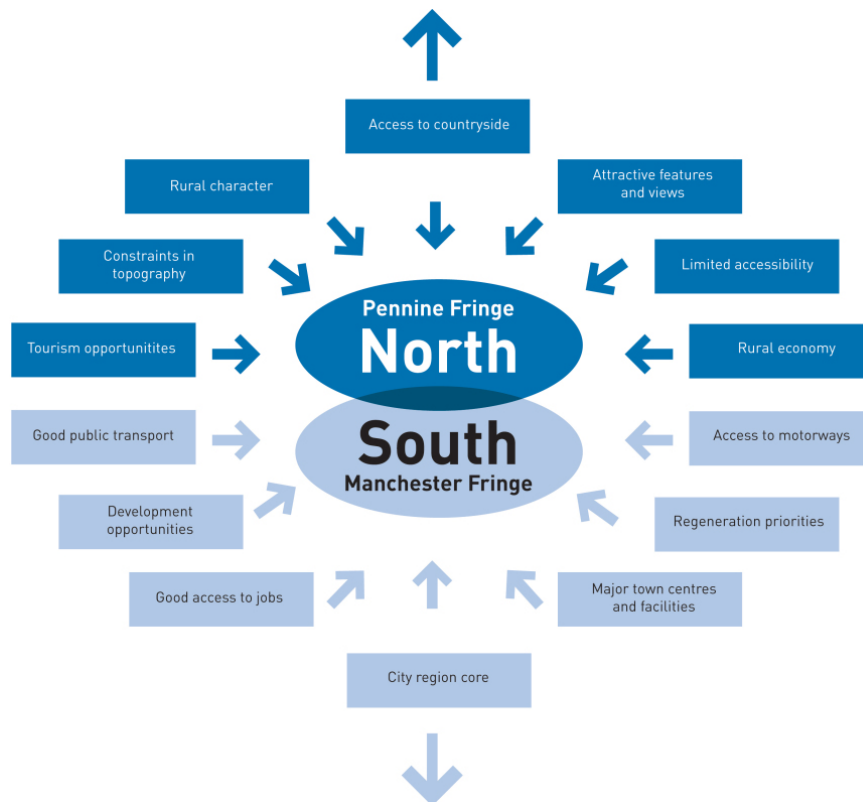 Access to countryside
Rural character
Attractive features
and views
Constraints in
topography
Limited accessibility
Pennine Fringe
North
Tourism opportunitites
Rural economy
Good public transport
South
Manchester Fringe
Access to motorways
Development
opportunities
Regeneration priorities
Good access to jobs
Major town centres
and facilities
City region core